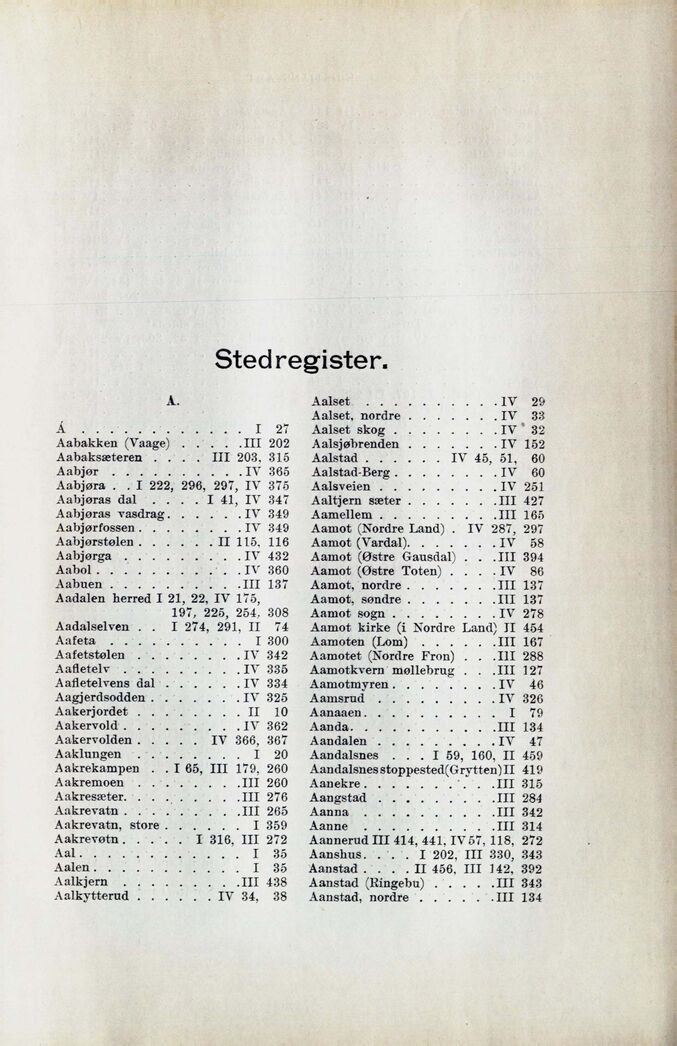 Stedregister.
A.
Á . . . . . . . . . . . . . I 27
Aabakken (Vaage) . . . . . III 202
Aabaksæteren . . . . III 203, 315
Aabjør . . . . . . . . . . IV 365
Aabjøra . . I 222, 296, 297, IV 375
Aabjøras dal . . . . I 41, IV 347
Aabjøras vasdrag . . . . . . IV 349
Aabjørfossen . . . . . . . . IV 349
Aabjørstølen . . . . . . II 115, 116
Aabjørga . . . . . . . . . IV 432
Aabol . . . . . . . . . . . IV 360
Aabuen . . . . . . . . . . III 137
Aadalen herred I 21, 22, IV 175,
197, 225, 254, 308
Aadalselven . . I 274, 291, II 74
Aafeta . . . . . . . . . . . I 300
Aafetstølen . . . . . . . . . IV 342
Aafletelv . . . . . . . . . . IV 335
Aafletelvens dal . . . . . . IV 334
Aagjerdsodden . . . . . . . IV 325
Aakerjordet . . . . . . . . II 10
Aakervold . . . . . . . . . IV 362
Aakervolden . . . . . IV 366, 367
Aaklungen . . . . . . . . . I 20
Aakrekampen . . I 65, III 179, 260
Aakremoen . . . . . . . . III 260
Aakresæter . . . . . . . . III 276
Aakrevatn . . . . . . . . . III 265
Aakrevatn, store . . . . . . I 359
Aakrevøtn . . . . . I 316, III 272
Aal . . . . . . . . . . . . I 35
Aalen . . . . . . . . . . . I 35
Aalkjern . . . . . . . . . III 438
Aalkytterud . . . . . . IV 34, 38
Aalset . . . . . . . . . . IV 29
Aalset, nordre . . . . . . . IV 33
Aalset skog . . . . . . . . IV 32
Aalsjøbrenden . . . . . . . IV 152
Aalstad . . . . . . IV 45, 51, 60
Aalstad-Berg . . . . . . . . IV 60
Aalsveien . . . . . . . . . IV 251
Aaltjern sæter . . . . . . . III 427
Aamellem . . . . . . . . . III 165
Aamot (Nordre Land) . IV 287, 297
Aamot (Vardal) . . . . . . . IV 58
Aamot (Østre Gausdal) . . . III 394
Aamot (Østre Toten) . . . . IV 86
Aamot, nordre . . . . . . . III 137
Aamot, søndre . . . . . . . III 137
Aamot sogn . . . . . . . . . IV 278
Aamot kirke (i Nordre Land) II 454
Aamoten (Lom) . . . . . . III 167
Aamotet (Nordre Fron) . . . III 288
Aamotkvern møllebrug . . . III 127
Aamotmyren . . . . . . . . IV 46
Aamsrud . . . . . . . . . IV 326
Aanaaen . . . . . . . . . . I 79
Aanda . . . . . . . . . . . III 134
Aandalen . . . . . . . . . IV 47
Aandalsnes . . . I 59, 160, II 459
Aandalsnes stoppested (Grytten) II 419
Aanekre . . . . . . . . . . III 315
Aangstad . . . . . . . . . III 284
Aanna . . . . . . . . . . III 342
Aanne . . . . . . . . . . III 314
Aannerud III 414, 441, IV 57, 118, 272
Aanshus . . . . . I 202, III 330, 343
Aanstad . . . . II 456, III 142, 392
Aanstad (Ringebu) . . . . . III 343
Aanstad, nordre . . . . . . III 134